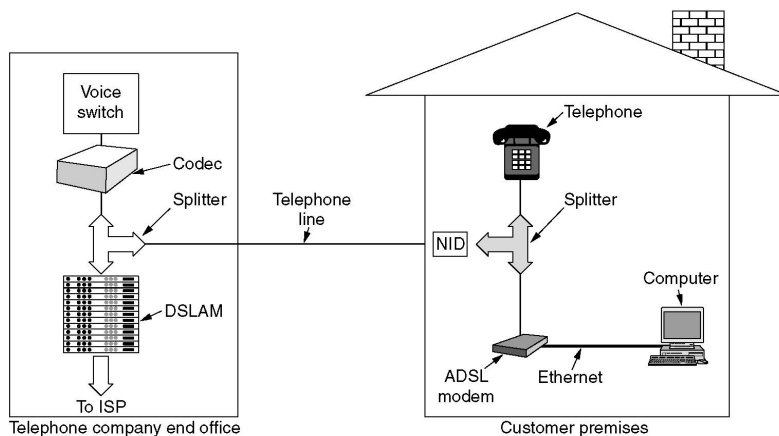 Voice
switch
Codec
Splitter
DSLAM
To ISP
Telephone company end office
Telephone
line
Telephone
Splitter
NID
Computer
ADSL
modem
Ethernet
Customer premises